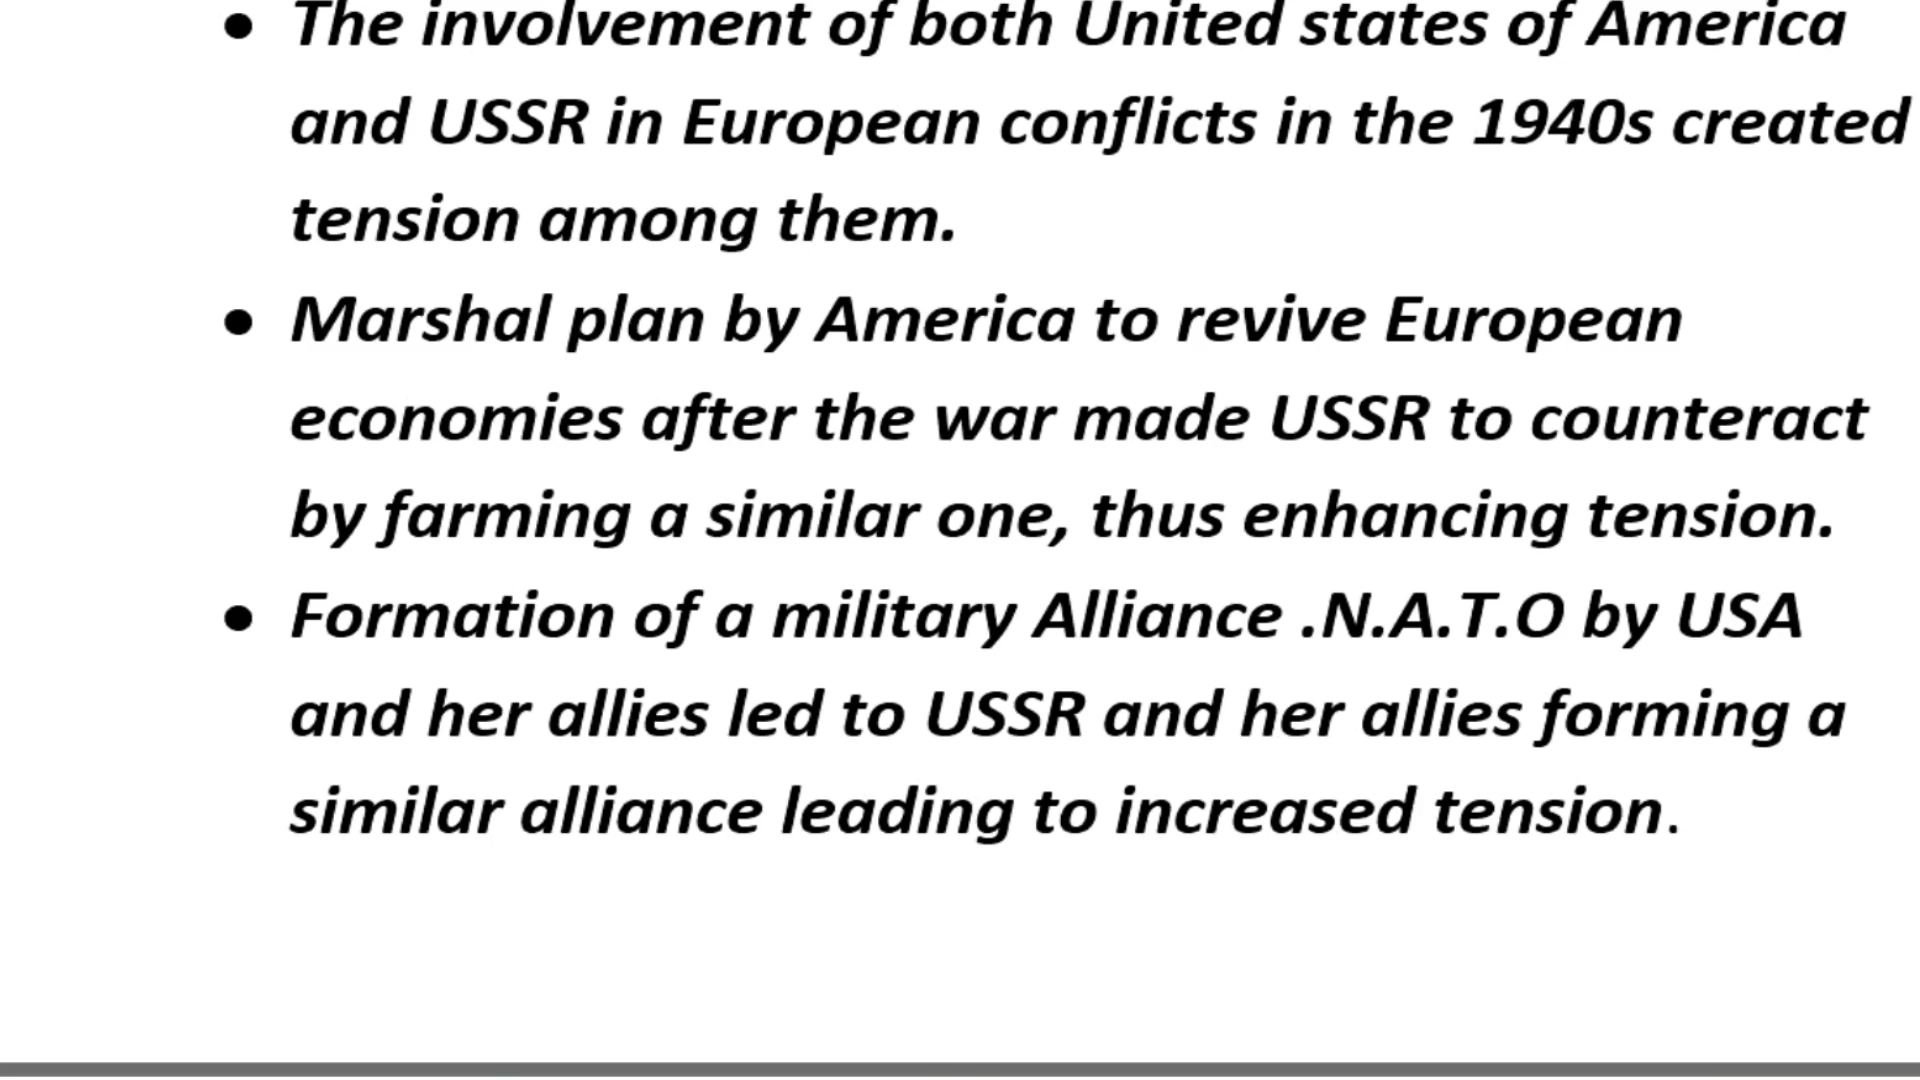 • The involvement of both United states of America
and USSR in European conflicts in the 1940s created
tension among them.
• Marshal plan by America to revive European
economies after the war made USSR to counteract
by farming a similar one, thus enhancing tension.
• Formation of a military Alliance .N.A.T.O by USA
and her allies led to USSR and her allies forming a
similar alliance leading to increased tension.